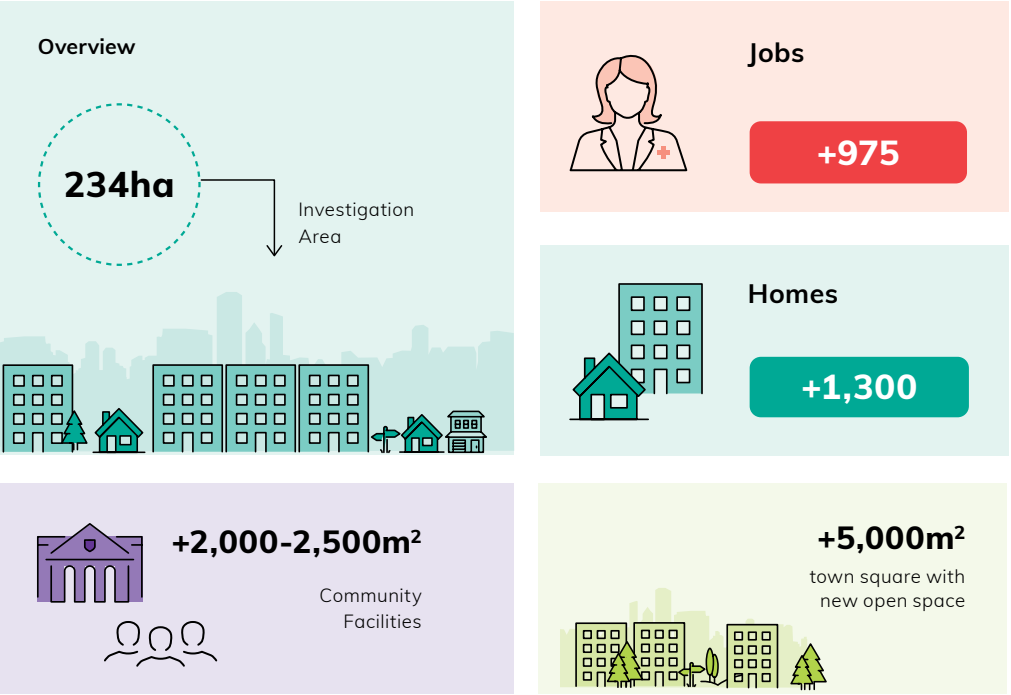 Overview
234ha
Investigation
Area
Jobs
+975
Homes
+1,300
+2,000-2,500m²
Community
Facilities
+5,000m²
town square with
new open space